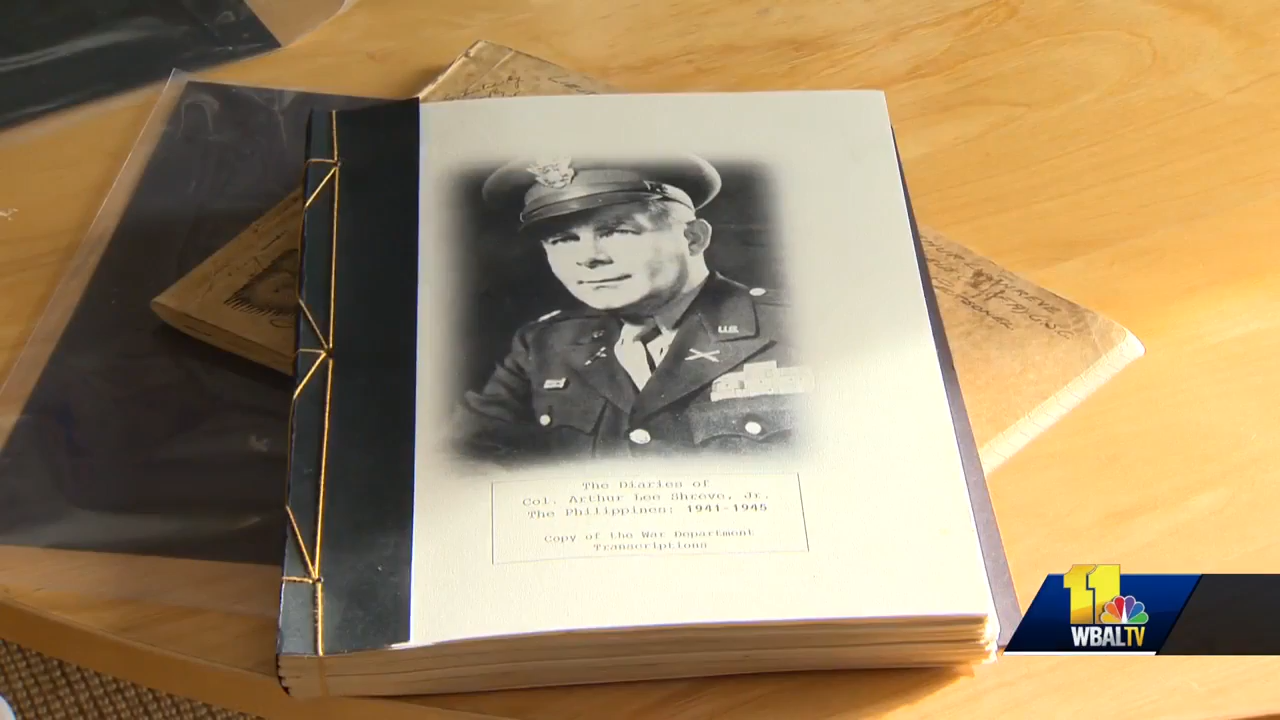 The Diaries of
Col. Arthur Lee Shreve, Jr.
The Philippines: 1941-1945
Copy of the War Department
Transcriptions
U.S.
11
WBALTV